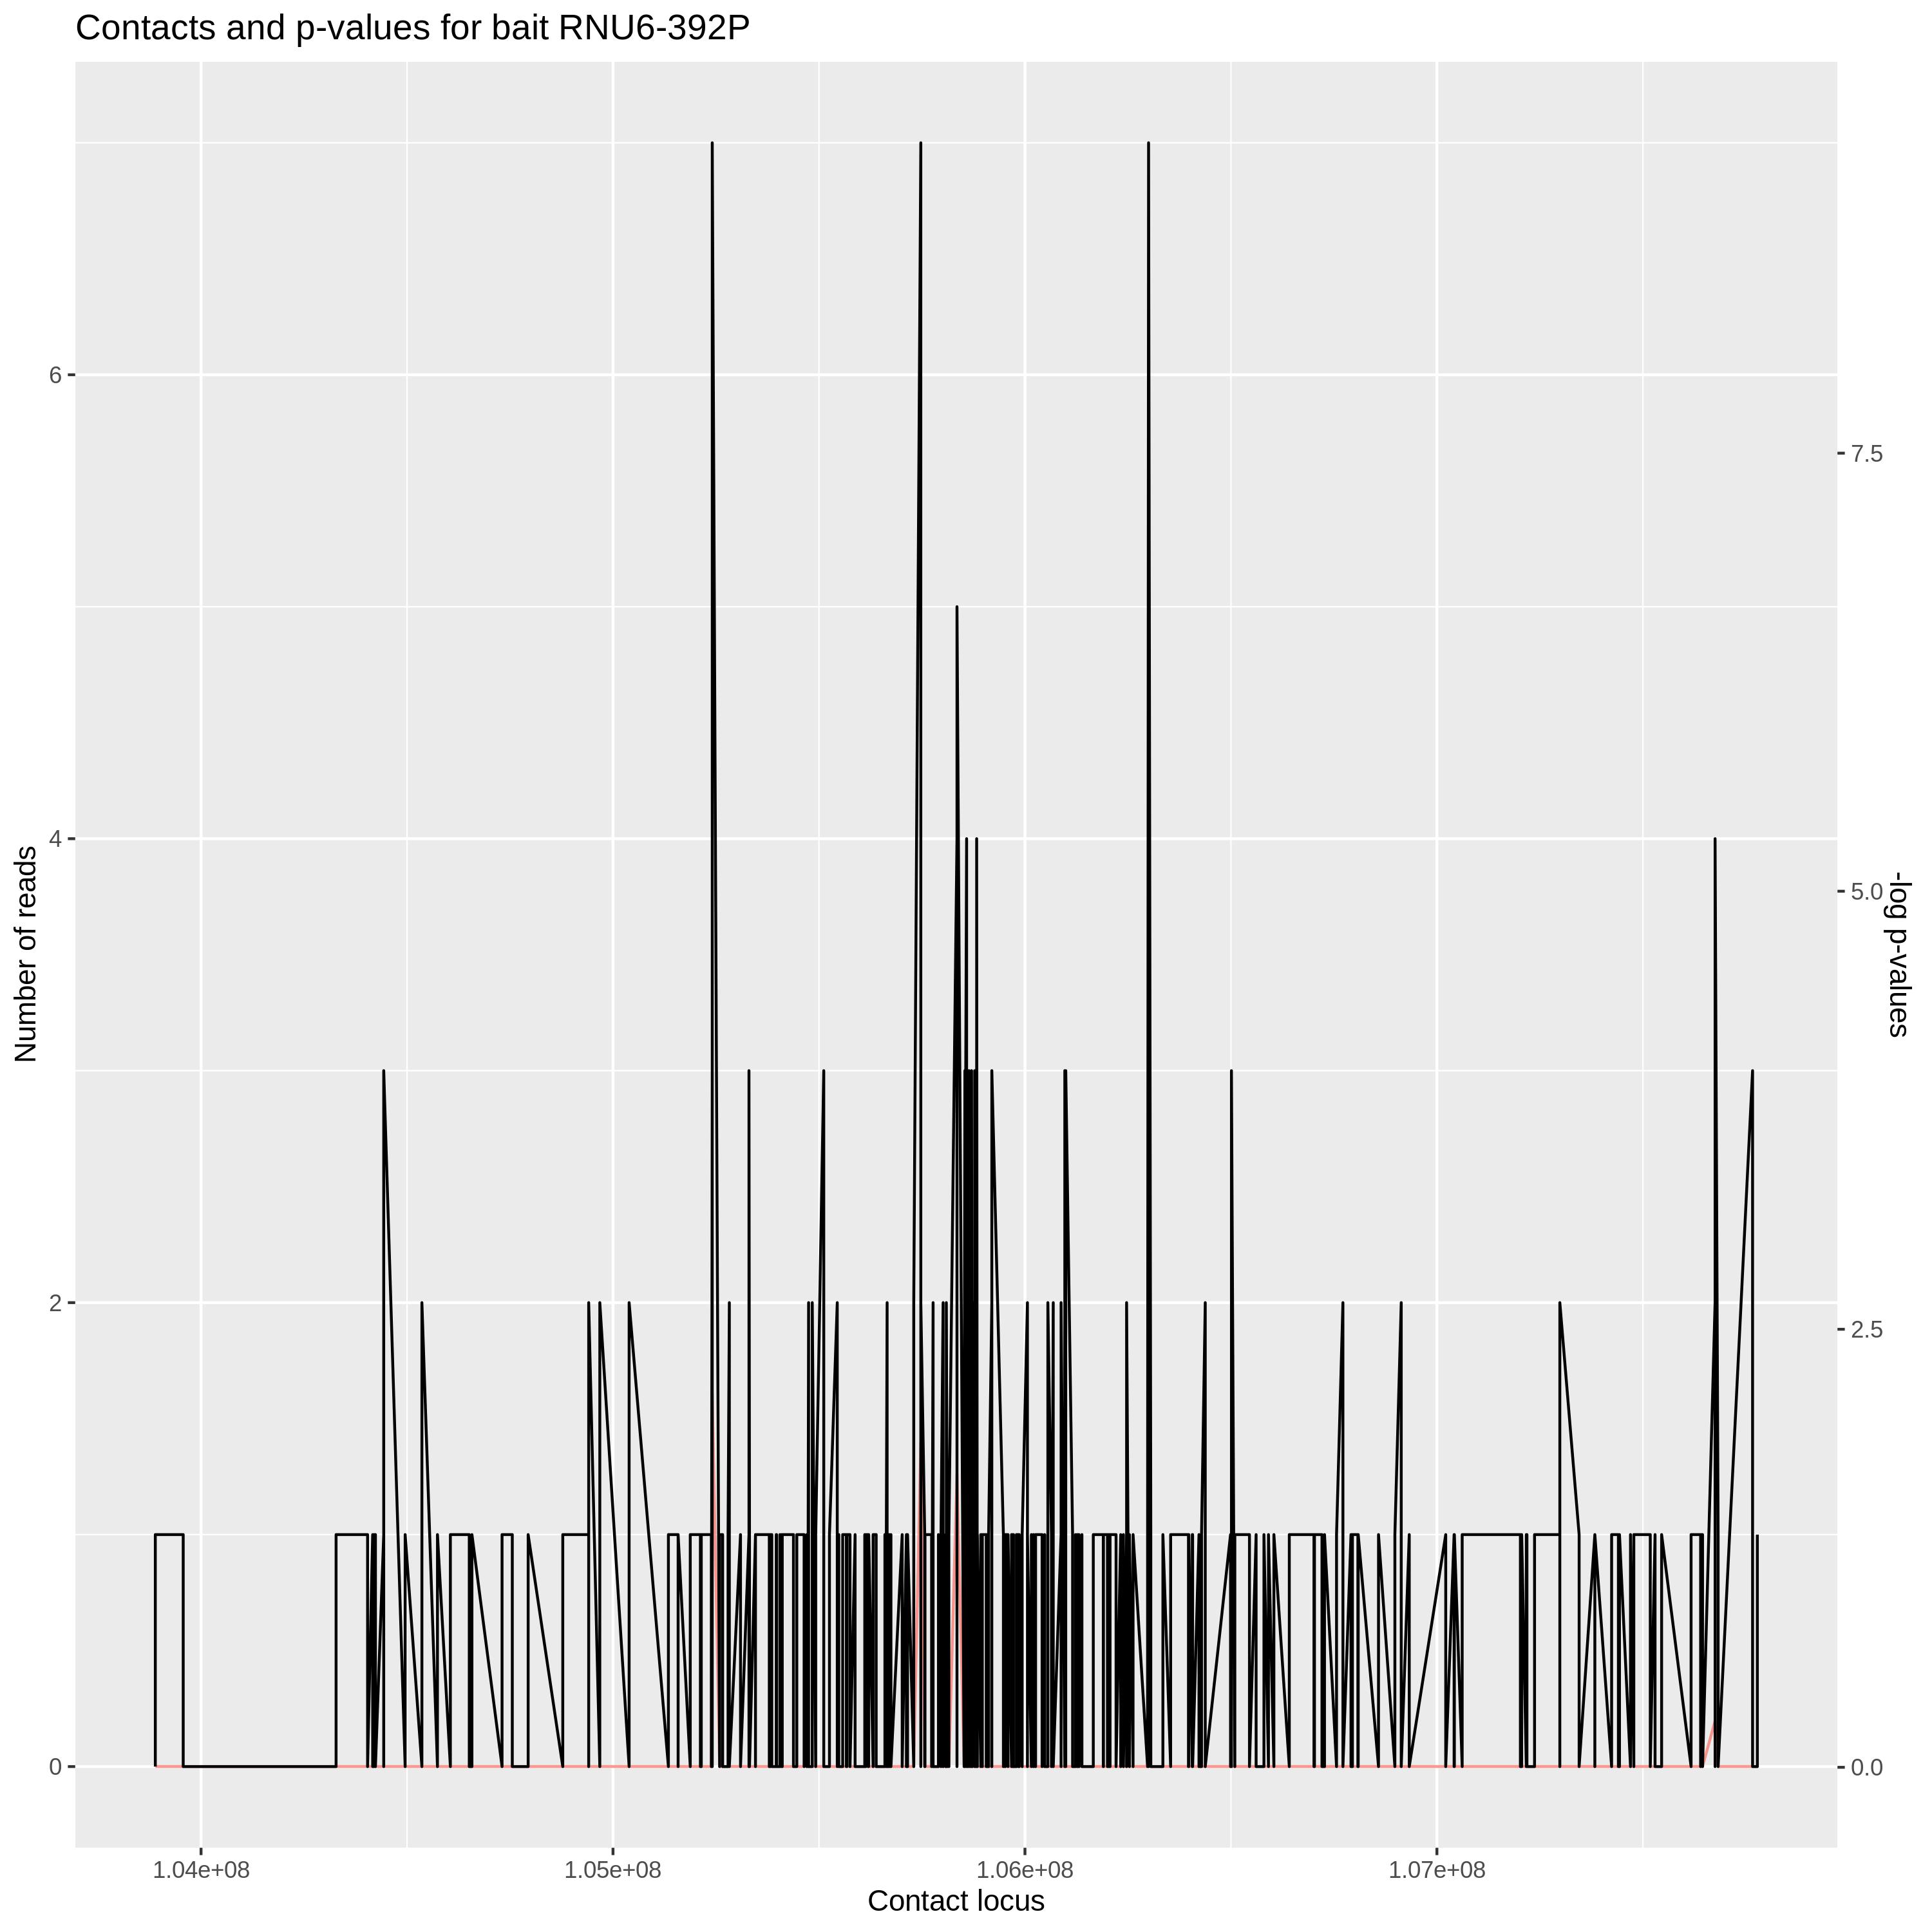 Contacts and p-values for bait RNU6-392P
6
4
2
0
Number of reads
7.5
5.0
2.5
0.0
-log p-values
1.04e+08
1.05e+08
1.06e+08
1.07e+08
Contact locus